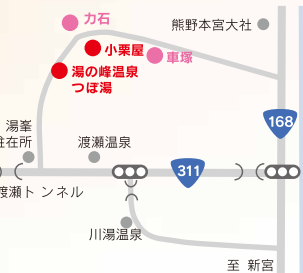 力石
熊野本宮大社
小栗屋
車塚
湯の峰温泉
つぼ湯
168
湯峯
駐在所
渡瀬温泉
311
渡瀬トンネル
川湯温泉
至 新宮